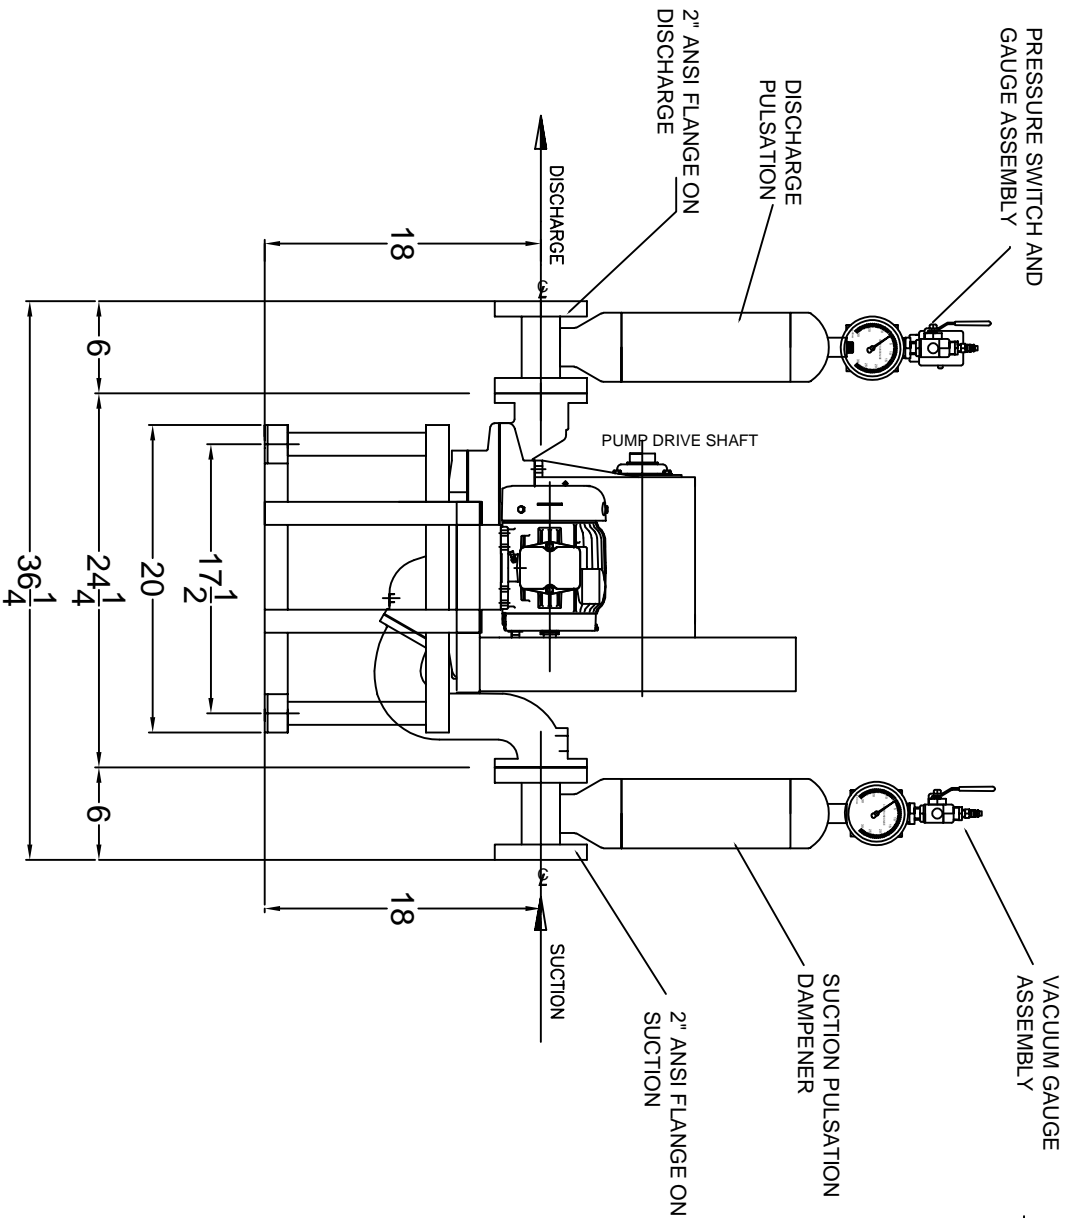 PRESSURE SWITCH AND
GAUGE ASSEMBLY
DISCHARGE
PULSATION
2" ANSI FLANGE ON
DISCHARGE
DISCHARGE
℄
PUMP DRIVE SHAFT
VACUUM GAUGE
ASSEMBLY
SUCTION PULSATION
DAMPENER
2" ANSI FLANGE ON
SUCTION
SUCTION
℄
18
18
17 1/2
20
6
24 1/4
6
36 1/4